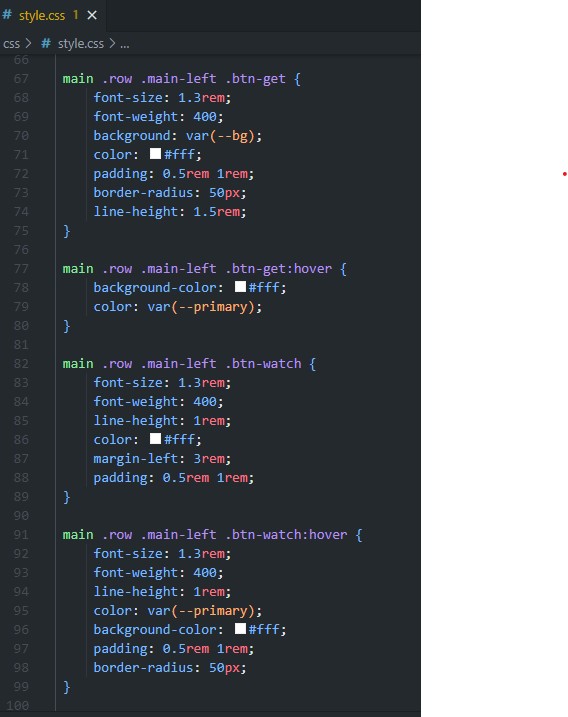 # style.css 1 ×
css > # style.css > ...
66
67 main .row .main-left .btn-get {
68 font-size: 1.3rem;
69 font-weight: 400;
70 background: var(--bg);
71 color: #fff;
72 padding: 0.5rem 1rem;
73 border-radius: 50px;
74 line-height: 1.5rem;
75 }
76
77 main .row .main-left .btn-get:hover {
78 background-color: #fff;
79 color: var(--primary);
80 }
81
82 main .row .main-left .btn-watch {
83 font-size: 1.3rem;
84 font-weight: 400;
85 line-height: 1rem;
86 color: #fff;
87 margin-left: 3rem;
88 padding: 0.5rem 1rem;
89 }
90
91 main .row .main-left .btn-watch:hover {
92 font-size: 1.3rem;
93 font-weight: 400;
94 line-height: 1rem;
95 color: var(--primary);
96 background-color: #fff;
97 padding: 0.5rem 1rem;
98 border-radius: 50px;
99 }
100